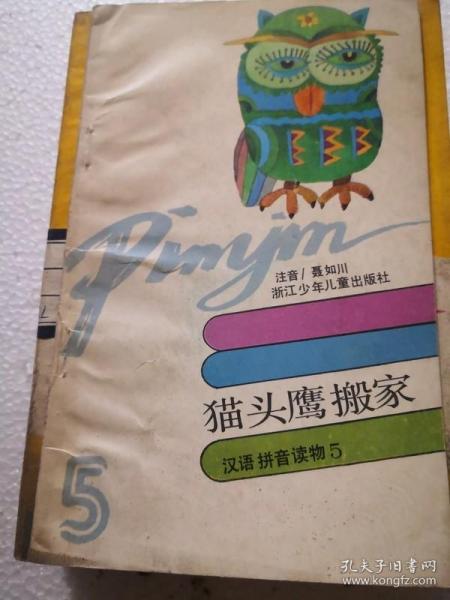 Pinyin
注音/聂如川
浙江少年儿童出版社
猫头鹰搬家
汉语拼音读物5
5
孔夫子旧书网
www.kongfz.com